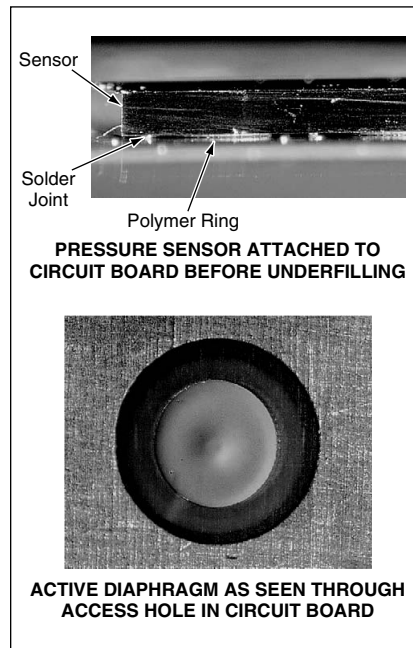 Sensor
Solder
Joint
Polymer Ring
PRESSURE SENSOR ATTACHED TO
CIRCUIT BOARD BEFORE UNDERFILLING
ACTIVE DIAPHRAGM AS SEEN THROUGH
ACCESS HOLE IN CIRCUIT BOARD